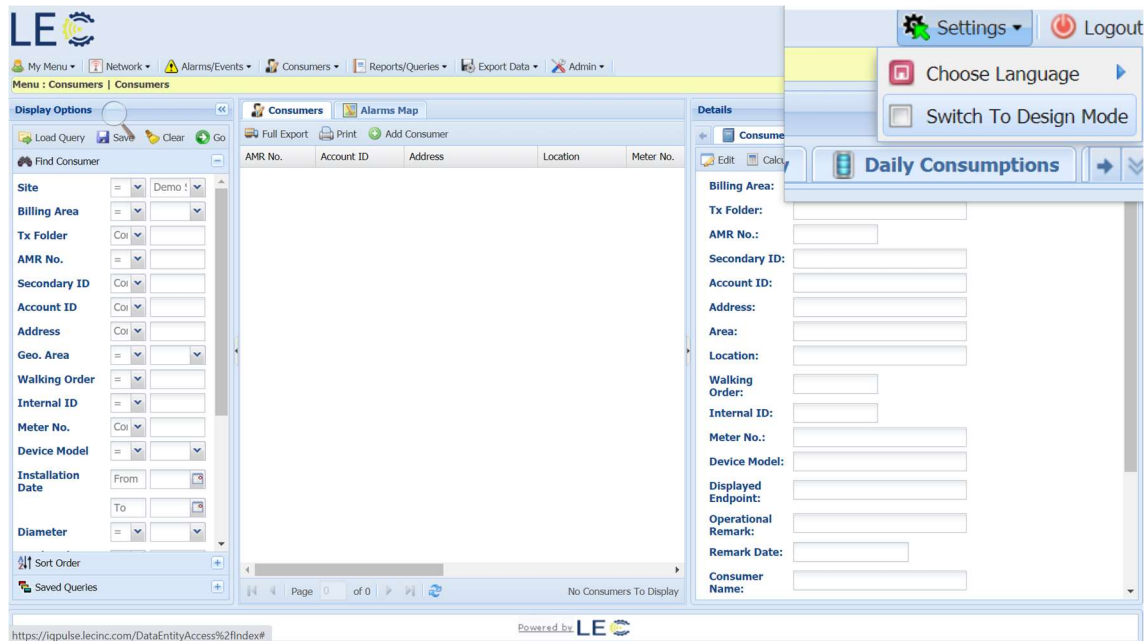 LEC
Settings
Logout
Choose Language
Switch To Design Mode
Daily Consumptions
My Menu
Network
Alarms/Events
Consumers
Reports/Queries
Export Data
Admin
Menu : Consumers | Consumers
Display Options
Load Query
Save
Clear
Go
Find Consumer
Site
=
Demo
Billing Area
=
Tx Folder
AMR No.
=
Secondary ID
Account ID
Address
Geo. Area
=
Walking Order
=
Internal ID
=
Meter No.
Device Model
=
Installation
Date
From
To
Diameter
=
Sort Order
Saved Queries
Consumers
Alarms Map
Full Export
Print
Add Consumer
AMR No.
Account ID
Address
Location
Meter No.
Page
0
of 0
No Consumers To Display
Details
Consume
Edit
Billing Area:
Tx Folder:
AMR No.:
Secondary ID:
Account ID:
Address:
Area:
Location:
Walking
Order:
Internal ID:
Meter No.:
Device Model:
Displayed
Endpoint:
Operational
Remark:
Remark Date:
Consumer
Name:
Powered by LEC
https://iqpulse.lecinc.com/DataEntityAccess%2fIndex#